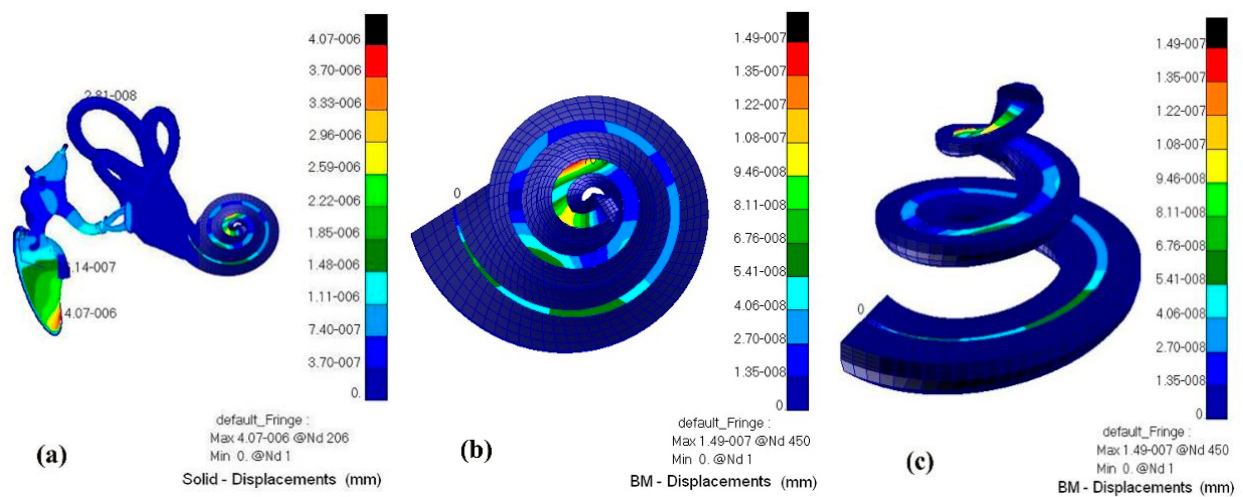 4.07-006
3.70-006
3.83-006
2.96-006
2.59-006
2.22-006
1.85-006
1.48-006
1.11-006
7.40-007
3.70-007
0.
2.81-008
.14-007
4.07-006
default_Fringe :
Max 4.07-006 @Nd 206
Min 0. @Nd 1
(a)
Solid - Displacements (mm)
1.49-007
1.35-007
1.22-007
1.08-007
9.46-008
8.11-008
6.76-008
5.41-008
4.06-008
2.70-008
1.35-008
0
0
default_Fringe :
Max 1.49-007 @Nd 450
Min 0. @Nd 1
(b)
BM - Displacements (mm)
1.49-007
1.35-007
1.22-007
1.08-007
9.46-008
8.11-008
6.76-008
5.41-008
4.06-008
2.70-008
1.35-008
0
0
default_Fringe :
Max 1.49-007 @Nd 450
Min 0. @Nd 1
(c)
BM - Displacements (mm)